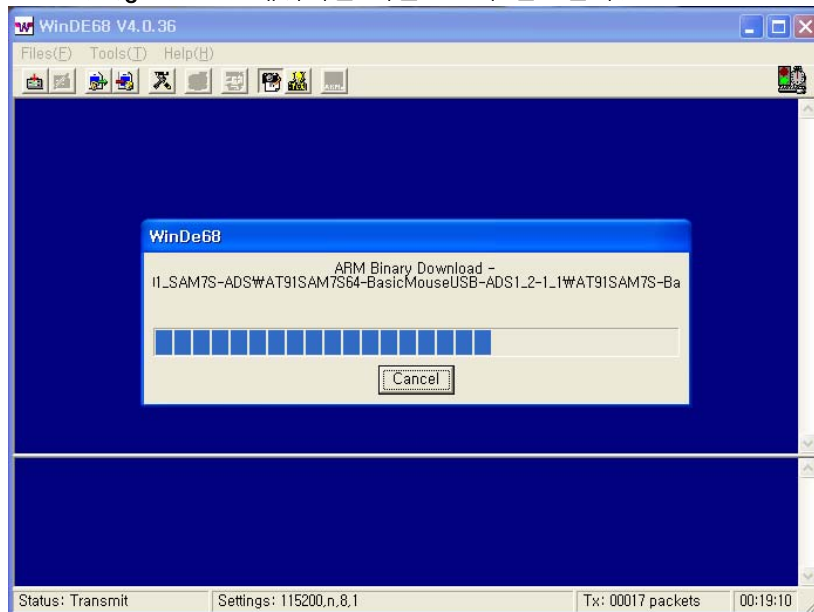 WinDE68 V4.0.36
Files(F) Tools(T) Help(H)
WinDe68
ARM Binary Download -
I1_SAM7S-ADS₩AT91SAM7S64-BasicMouseUSB-ADS1_2-1_1₩AT91SAM7S-Ba
Cancel
Status: Transmit Settings: 115200,n,8,1 Tx: 00017 packets 00:19:10